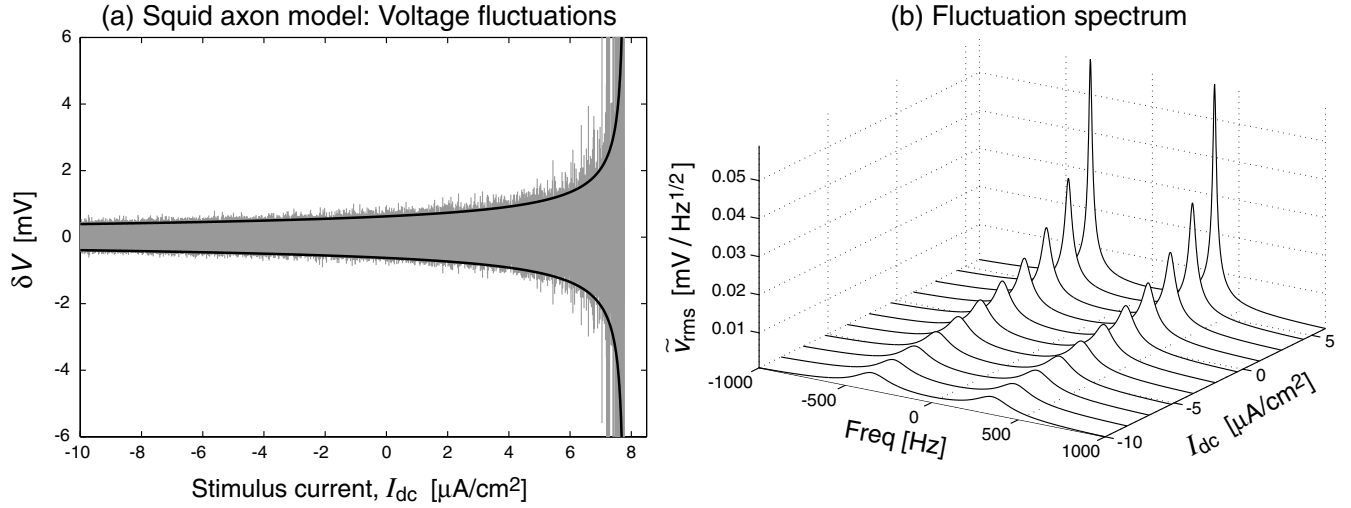 (a) Squid axon model: Voltage fluctuations
6
4
2
0
-2
-4
-6
δV [mV]
-10 -8 -6 -4 -2 0 2 4 6 8
Stimulus current, Idc [μA/cm²]
(b) Fluctuation spectrum
0.05
0.04
0.03
0.02
0.01
ṽrms [mV / Hz^1/2]
-1000
-500
0
500
1000
Freq [Hz]
5
0
-5
-10
Idc [μA/cm²]